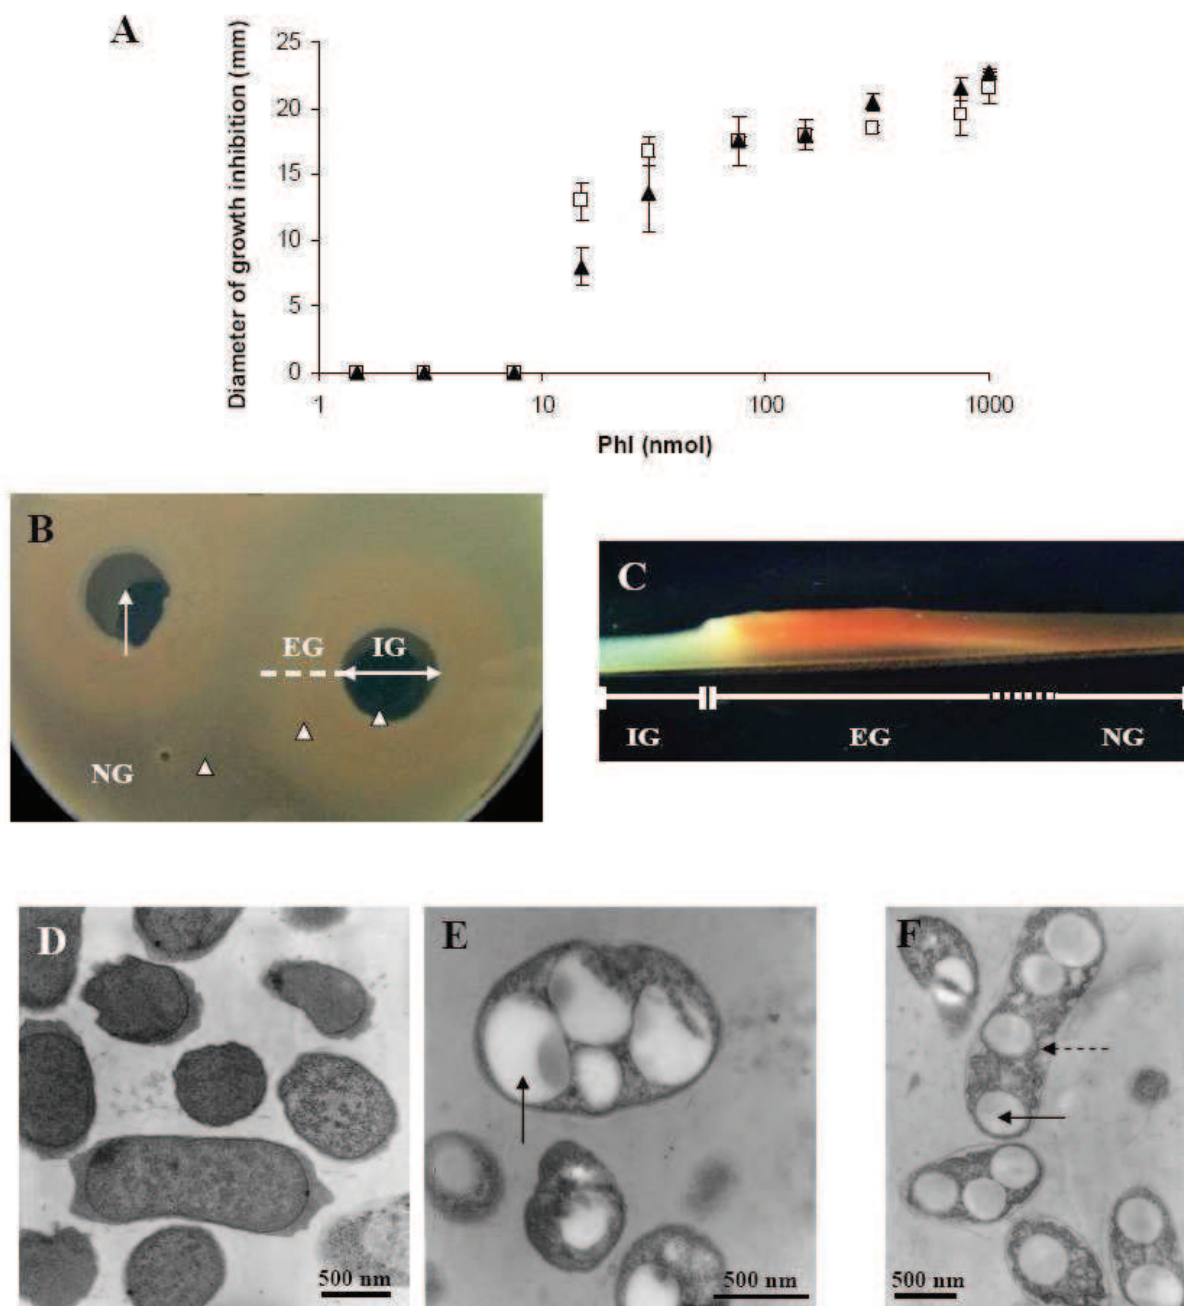 A
Diameter of growth inhibition (mm)
25
20
15
10
5
0
1
10
100
1000
Phl (nmol)
B
EG
IG
NG
C
IG
EG
NG
D
500 nm
E
500 nm
F
500 nm